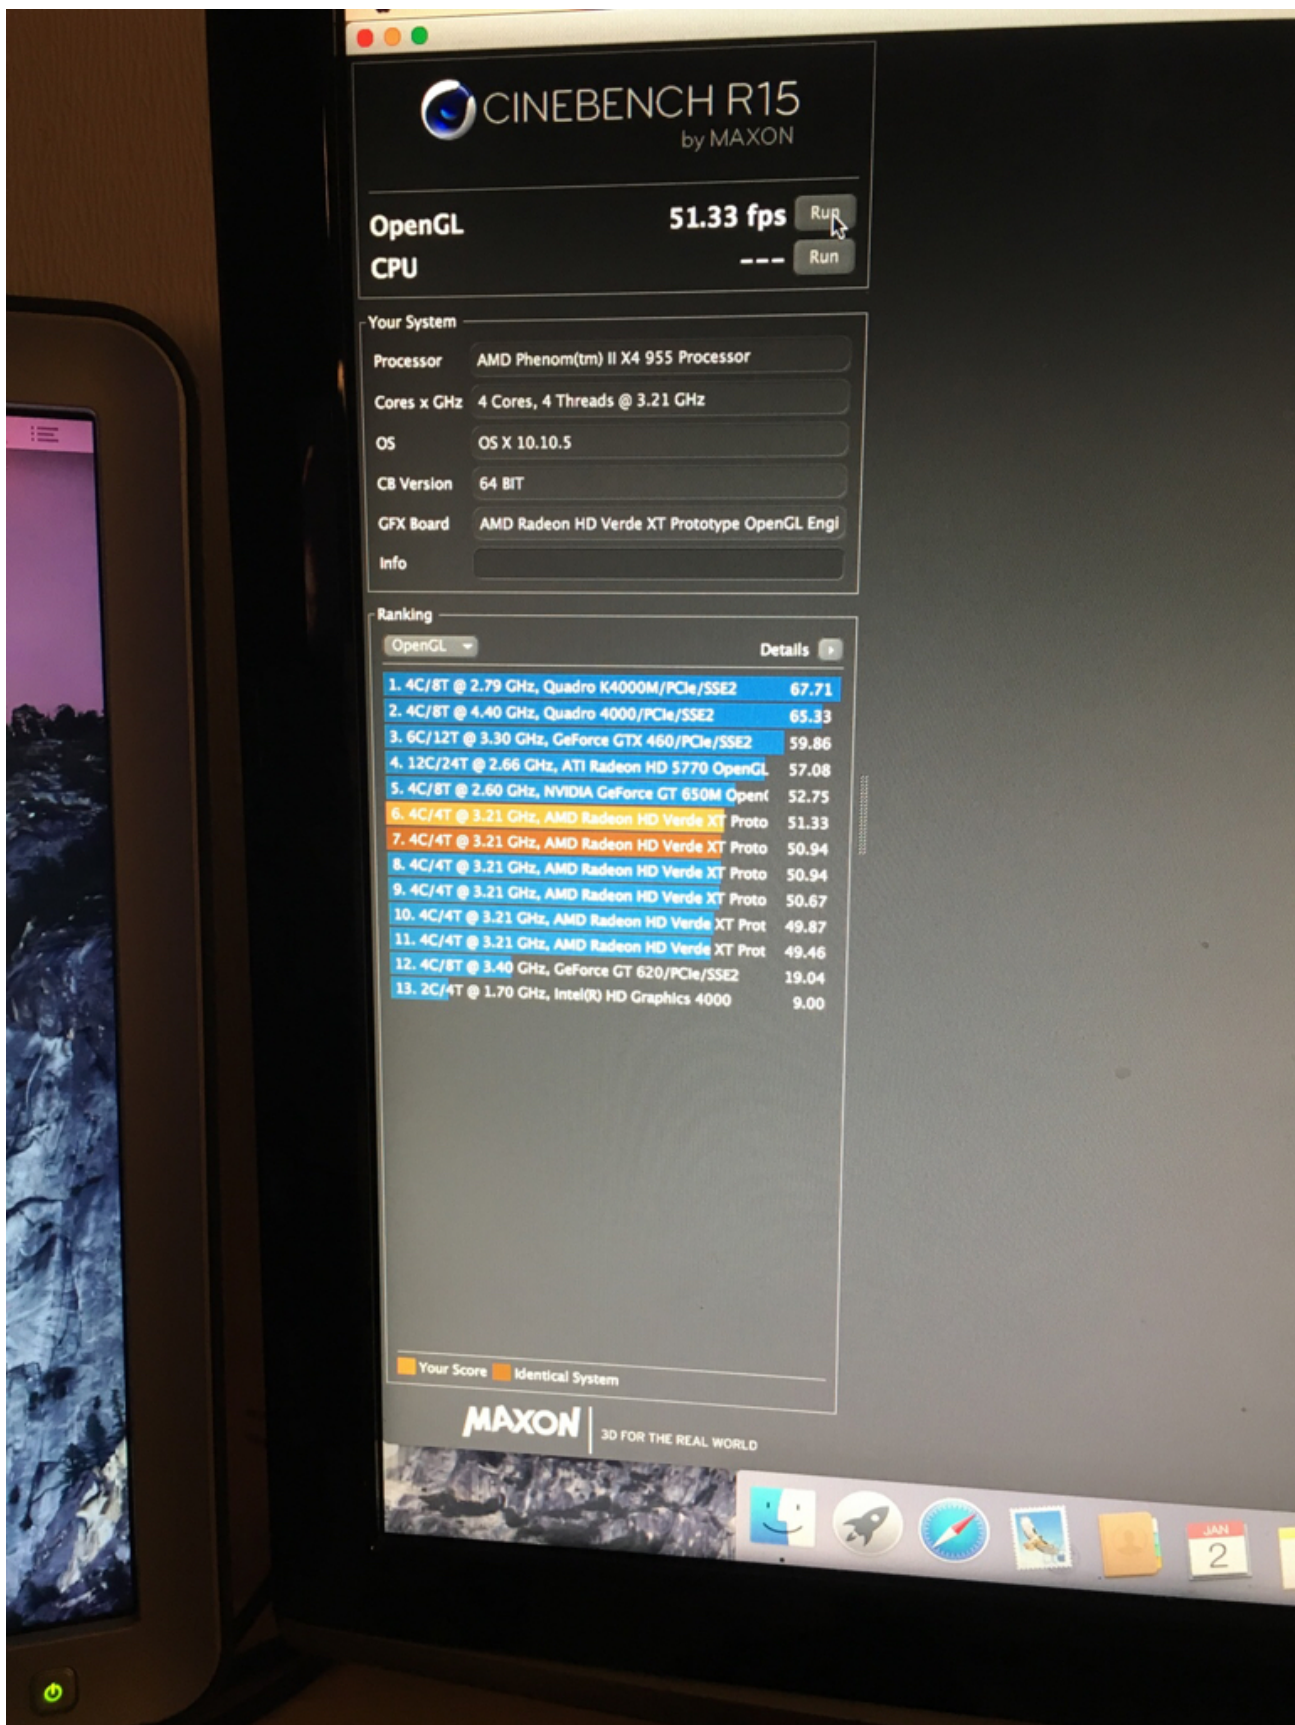 CINEBENCH R15
by MAXON
OpenGL 51.33 fps Run
CPU --- Run
Your System
Processor AMD Phenom(tm) II X4 955 Processor
Cores x GHz 4 Cores, 4 Threads @ 3.21 GHz
OS OS X 10.10.5
CB Version 64 BIT
GFX Board AMD Radeon HD Verde XT Prototype OpenGL Engi
Info
Ranking
OpenGL Details
1. 4C/8T @ 2.79 GHz, Quadro K4000M/PCIe/SSE2 67.71
2. 4C/8T @ 4.40 GHz, Quadro 4000/PCIe/SSE2 65.33
3. 6C/12T @ 3.30 GHz, GeForce GTX 460/PCIe/SSE2 59.86
4. 12C/24T @ 2.66 GHz, ATI Radeon HD 5770 OpenGL 57.08
5. 4C/8T @ 2.60 GHz, NVIDIA GeForce GT 650M Open( 52.75
6. 4C/4T @ 3.21 GHz, AMD Radeon HD Verde XT Proto 51.33
7. 4C/4T @ 3.21 GHz, AMD Radeon HD Verde XT Proto 50.94
8. 4C/4T @ 3.21 GHz, AMD Radeon HD Verde XT Proto 50.94
9. 4C/4T @ 3.21 GHz, AMD Radeon HD Verde XT Proto 50.67
10. 4C/4T @ 3.21 GHz, AMD Radeon HD Verde XT Prot 49.87
11. 4C/4T @ 3.21 GHz, AMD Radeon HD Verde XT Prot 49.46
12. 4C/8T @ 3.40 GHz, GeForce GT 620/PCIe/SSE2 19.04
13. 2C/4T @ 1.70 GHz, Intel(R) HD Graphics 4000 9.00
Your Score Identical System
MAXON 3D FOR THE REAL WORLD
JAN
2